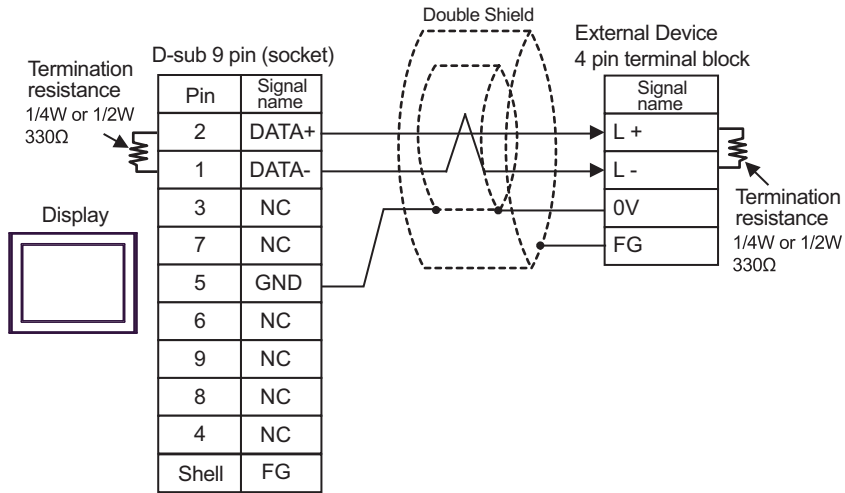 Double Shield
D-sub 9 pin (socket)
External Device
4 pin terminal block
Termination
resistance
1/4W or 1/2W
330Ω
Pin Signal name
2 DATA+
1 DATA-
3 NC
7 NC
5 GND
6 NC
9 NC
8 NC
4 NC
Shell FG
Display
Signal name
L +
L -
0V
FG
Termination
resistance
1/4W or 1/2W
330Ω